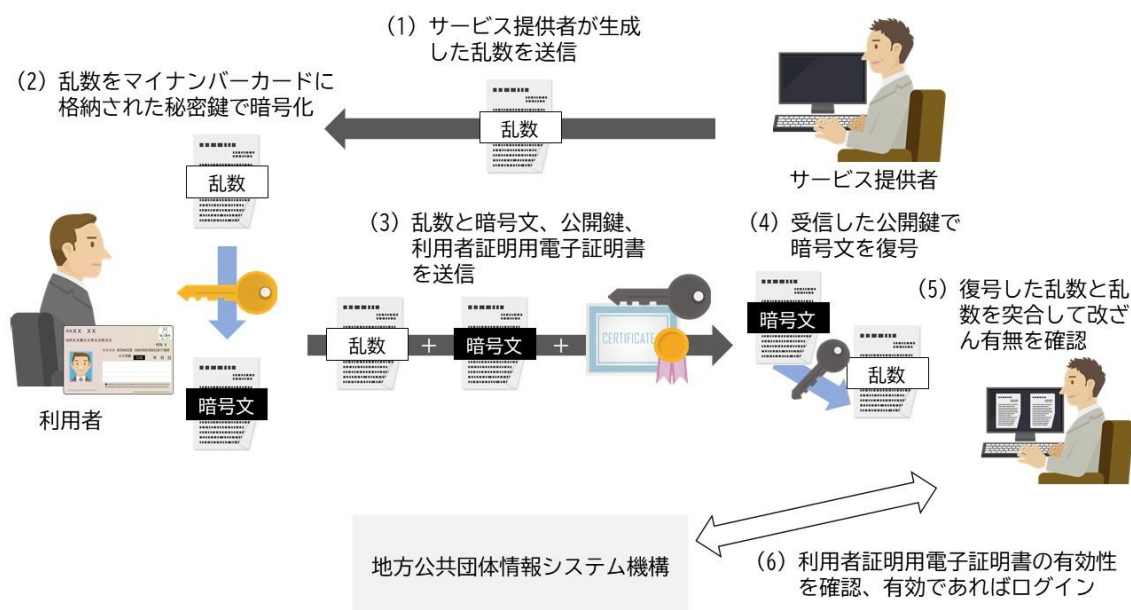 (1) サービス提供者が生成
した乱数を送信
(2) 乱数をマイナンバーカードに
格納された秘密鍵で暗号化
乱数
乱数
サービス提供者
(3) 乱数と暗号文、公開鍵、
利用者証明用電子証明書
を送信
(4) 受信した公開鍵で
暗号文を復号
(5) 復号した乱数と乱
数を突合して改ざ
ん有無を確認
乱数
+
暗号文
+
CERTIFICATE
暗号文
乱数
暗号文
利用者
地方公共団体情報システム機構
(6) 利用者証明用電子証明書の有効性
を確認、有効であればログイン